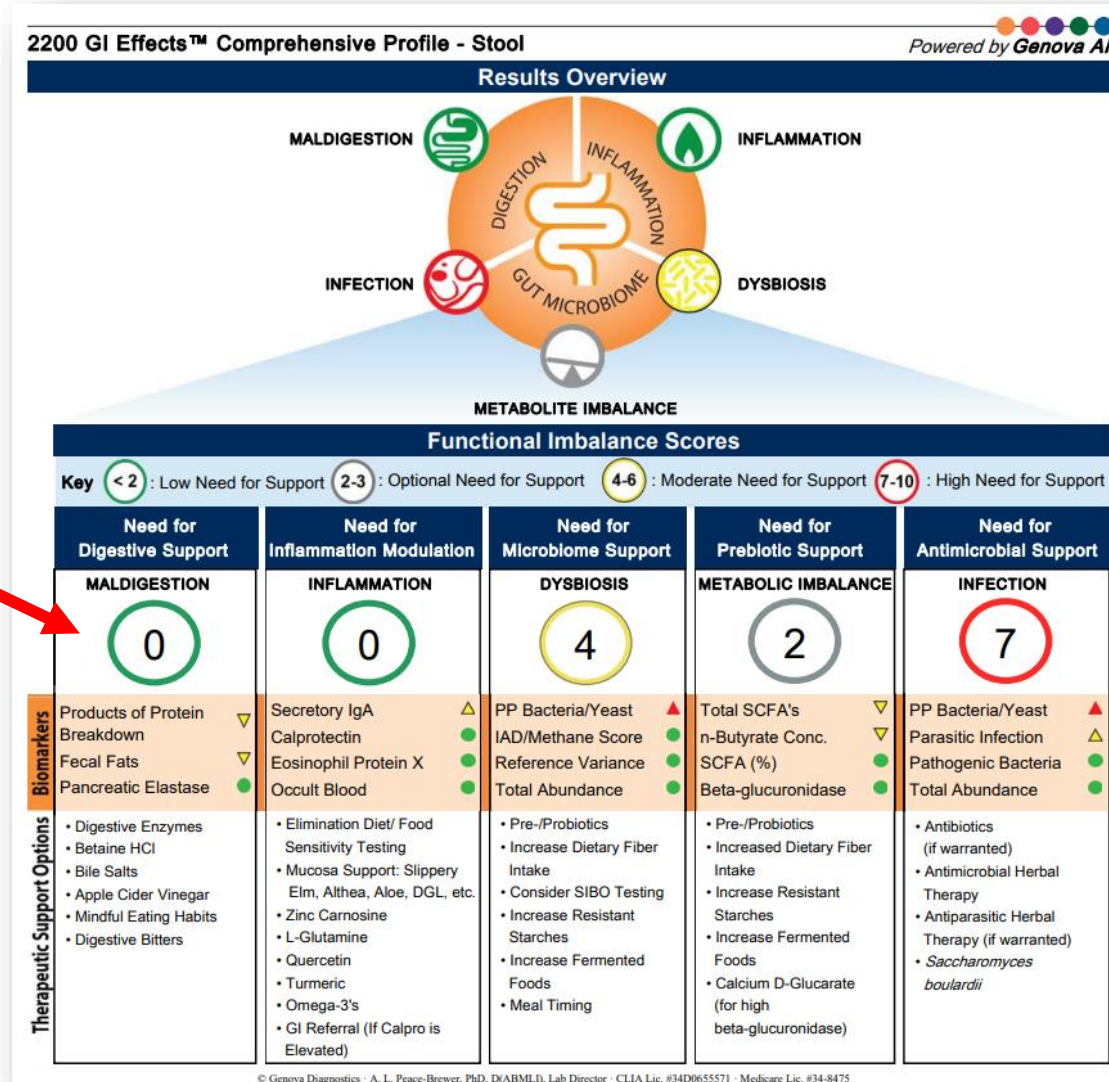 2200 GI Effects™ Comprehensive Profile - Stool
Powered by Genova AI
Results Overview
MALDIGESTION
INFLAMMATION
DIGESTION
INFLAMMATION
INFECTION
GUT MICROBIOME
DYSBIOSIS
METABOLITE IMBALANCE
Functional Imbalance Scores
Key < 2 : Low Need for Support 2-3 : Optional Need for Support 4-6 : Moderate Need for Support 7-10 : High Need for Support
Need for
Digestive Support
MALDIGESTION
0
Products of Protein
Breakdown
Fecal Fats
Pancreatic Elastase
• Digestive Enzymes
• Betaine HCl
• Bile Salts
• Apple Cider Vinegar
• Mindful Eating Habits
• Digestive Bitters
Need for
Inflammation Modulation
INFLAMMATION
0
Secretory IgA
Calprotectin
Eosinophil Protein X
Occult Blood
• Elimination Diet/ Food
Sensitivity Testing
• Mucosa Support: Slippery
Elm, Althea, Aloe, DGL, etc.
• Zinc Carnosine
• L-Glutamine
• Quercetin
• Turmeric
• Omega-3's
• GI Referral (If Calpro is
Elevated)
Need for
Microbiome Support
DYSBIOSIS
4
PP Bacteria/Yeast
IAD/Methane Score
Reference Variance
Total Abundance
• Pre-/Probiotics
• Increase Dietary Fiber
Intake
• Consider SIBO Testing
• Increase Resistant
Starches
• Increase Fermented
Foods
• Meal Timing
Need for
Prebiotic Support
METABOLIC IMBALANCE
2
Total SCFA's
n-Butyrate Conc.
SCFA (%)
Beta-glucuronidase
• Pre-/Probiotics
• Increased Dietary Fiber
Intake
• Increase Resistant
Starches
• Increase Fermented
Foods
• Calcium D-Glucarate
(for high
beta-glucuronidase)
Need for
Antimicrobial Support
INFECTION
7
PP Bacteria/Yeast
Parasitic Infection
Pathogenic Bacteria
Total Abundance
• Antibiotics
(if warranted)
• Antimicrobial Herbal
Therapy
• Antiparasitic Herbal
Therapy (if warranted)
• Saccharomyces
boulardii
Biomarkers
Therapeutic Support Options
© Genova Diagnostics · A. L. Peace-Brewer, PhD, D(ABMLI), Lab Director · CLIA Lic. #34D0655571 · Medicare Lic. #34-8475